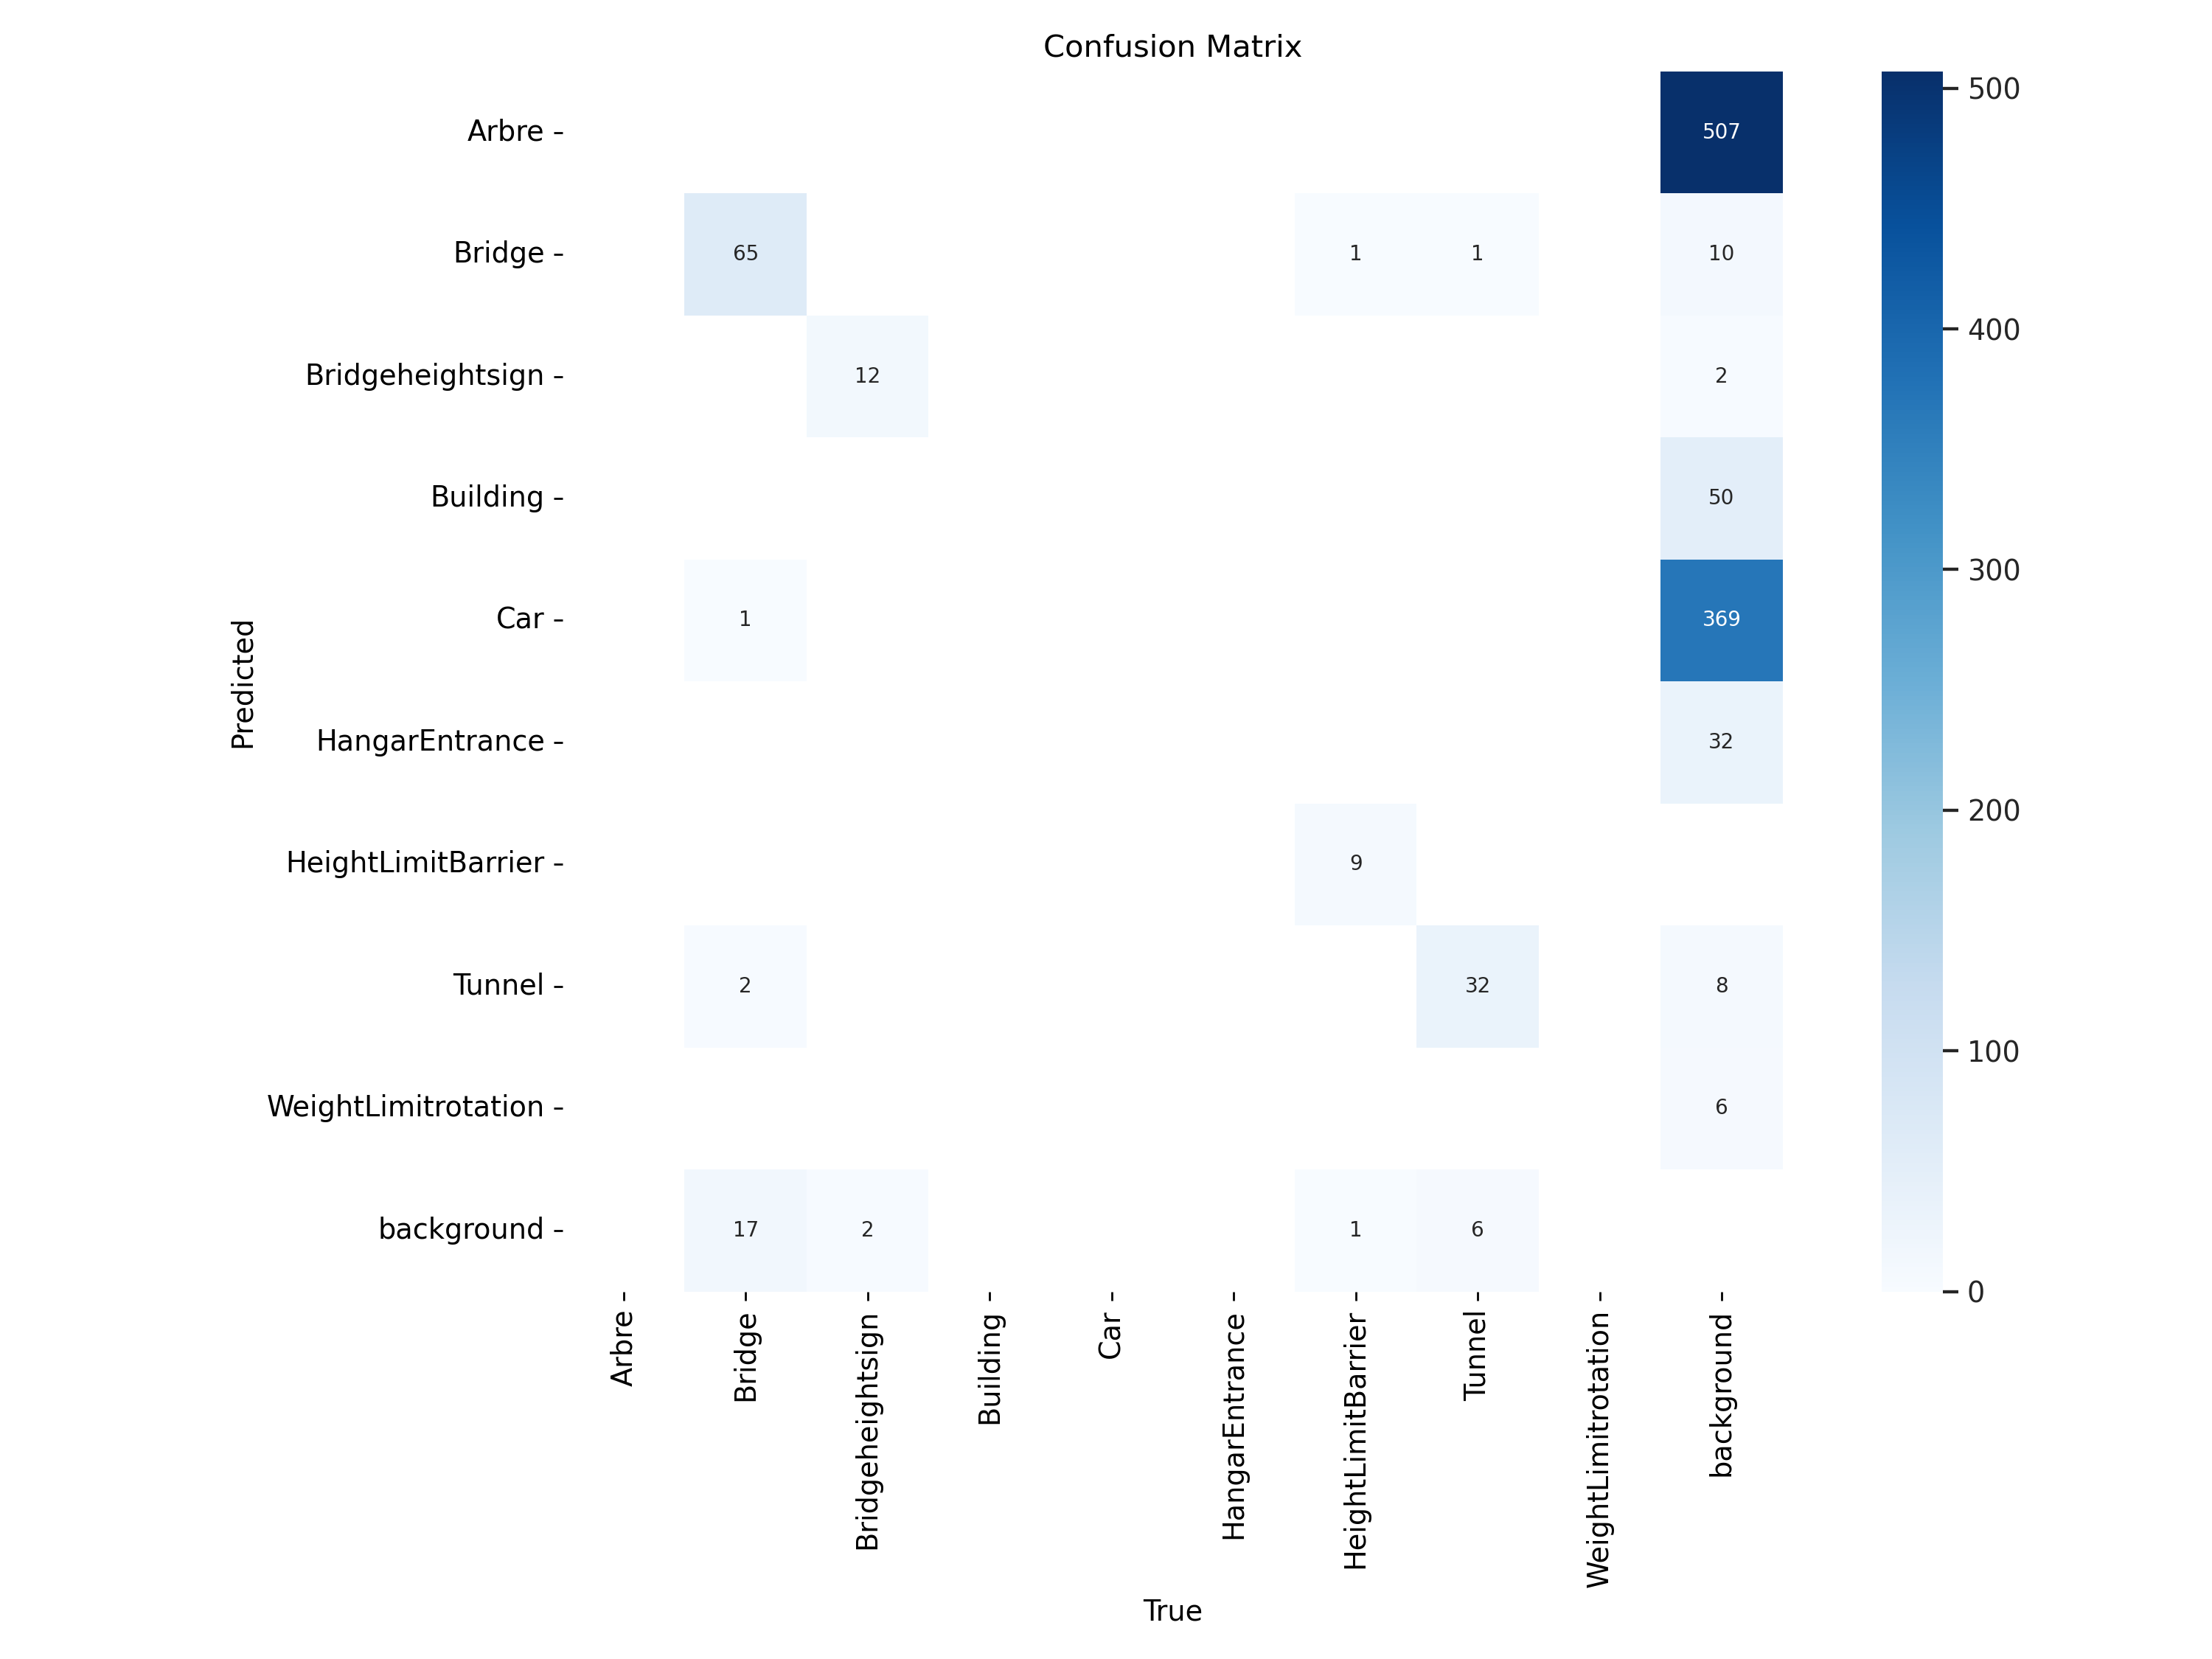 Confusion Matrix
Arbre
507
500
Bridge
65
1
1
10
400
Bridgeheightsign
12
2
Building
50
300
Car
1
369
Predicted
HangarEntrance
32
200
HeightLimitBarrier
9
Tunnel
2
32
8
100
WeightLimitrotation
6
background
17
2
1
6
0
Arbre
Bridge
Bridgeheightsign
Building
Car
HangarEntrance
HeightLimitBarrier
Tunnel
WeightLimitrotation
background
True